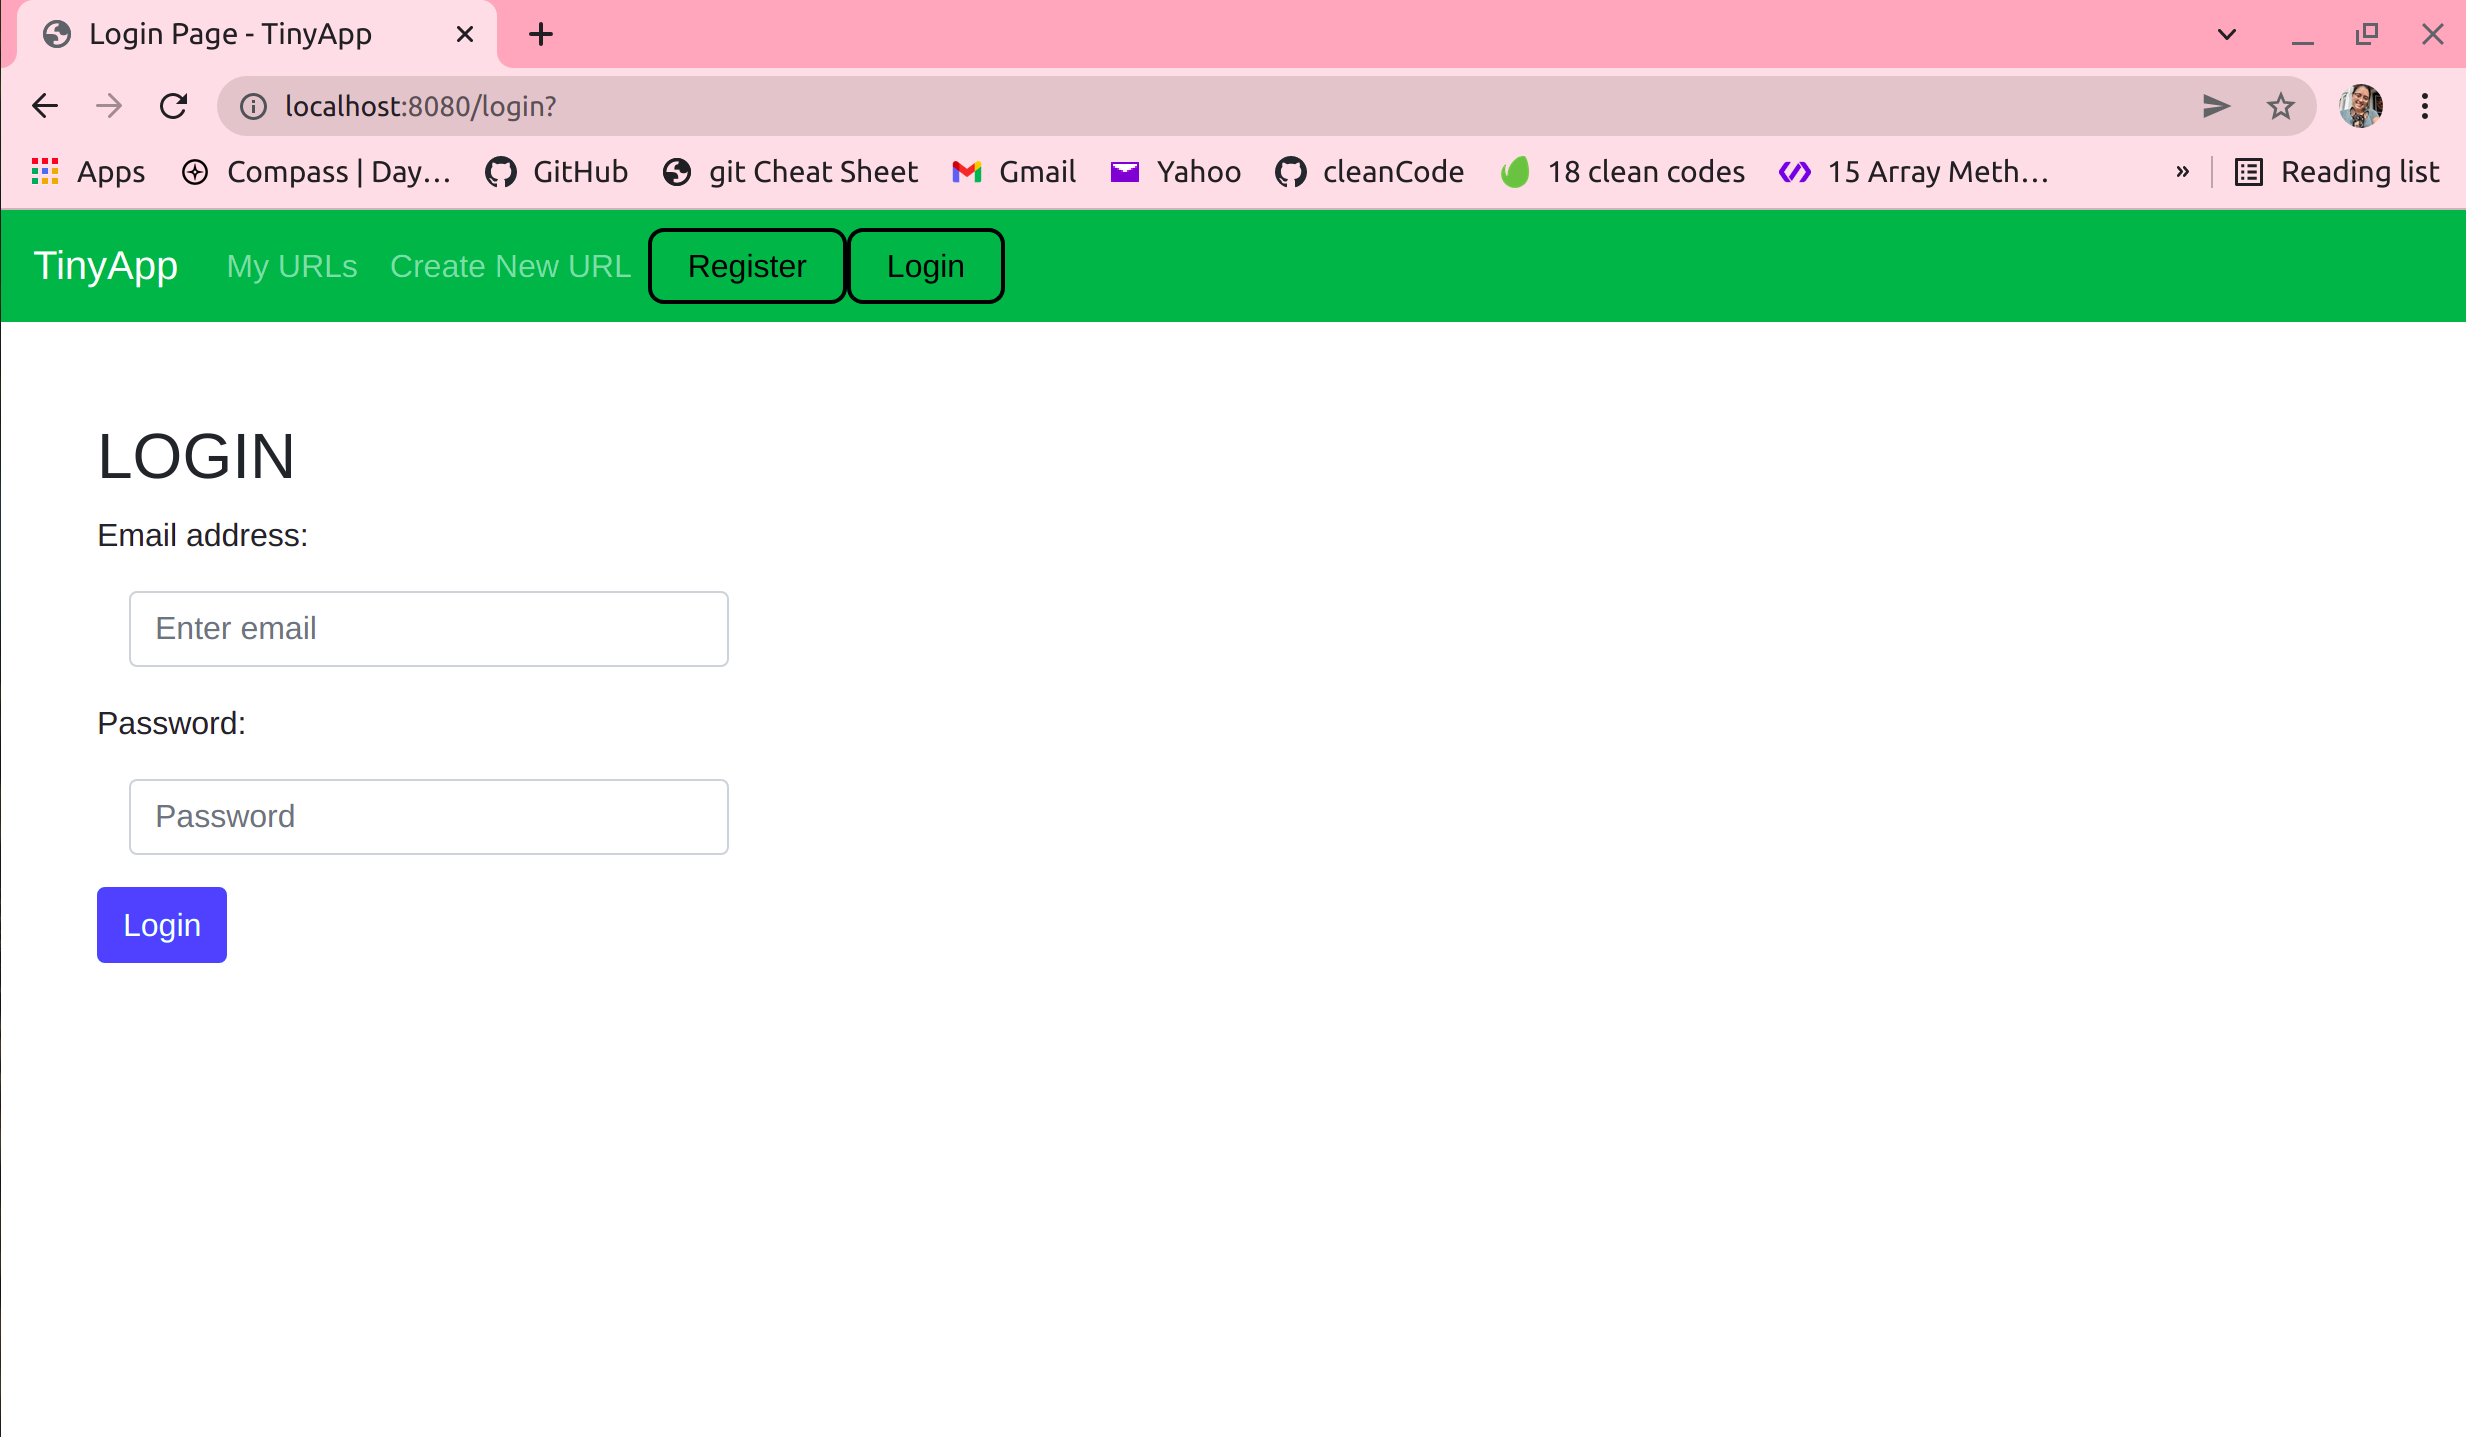 Login Page - TinyApp
localhost:8080/login?
Apps Compass | Day... GitHub git Cheat Sheet Gmail Yahoo cleanCode 18 clean codes 15 Array Meth... » Reading list
TinyApp My URLs Create New URL Register Login
LOGIN
Email address:
Enter email
Password:
Password
Login